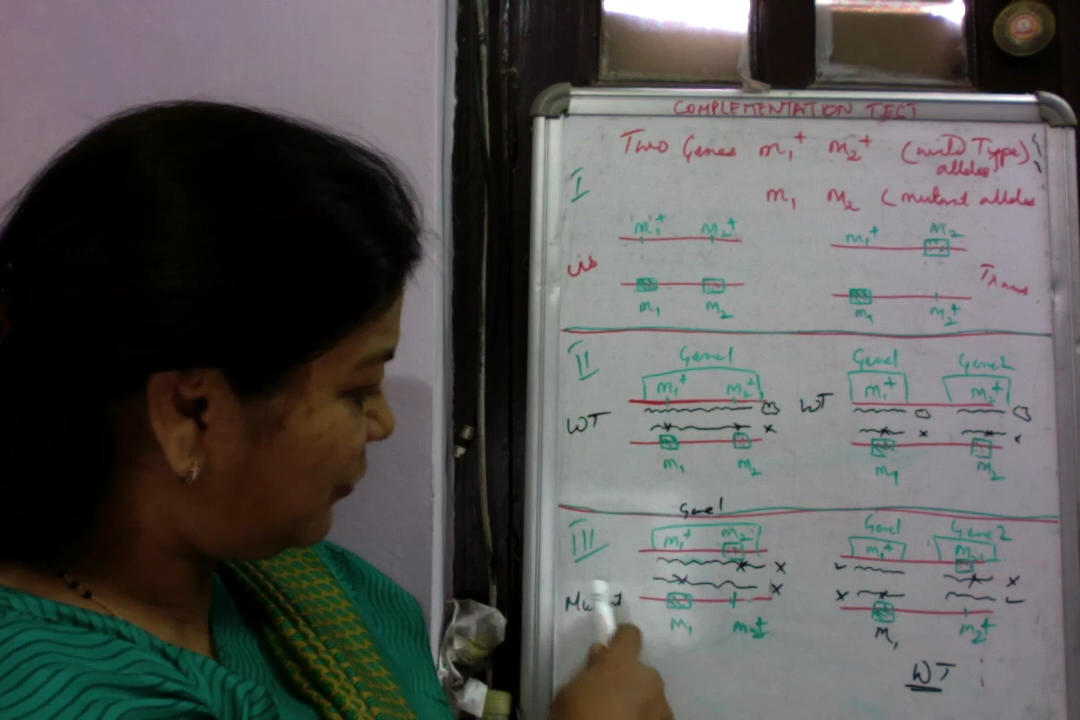 COMPLEMENTATION TEST
Two Genes m₁⁺ m₂⁺ (wild Type) alleles
I
m₁ m₂ (mutant alleles
m₁⁺ m₂⁺ m₁⁺ m₂
cis Trans
m₁ m₂ m₁ m₂⁺
II
Gene1 Gene1 Gene2
m₁⁺ m₂⁺ m₁⁺ m₂⁺
WT x WT x x
m₁ m₂ m₁ m₂
III
Gene1 Gene1 Gene2
m₁⁺ m₂ m₁⁺ m₂
x ✓ x
x x ✓
Mutant
m₁ m₂⁺ m₁ m₂⁺
WT